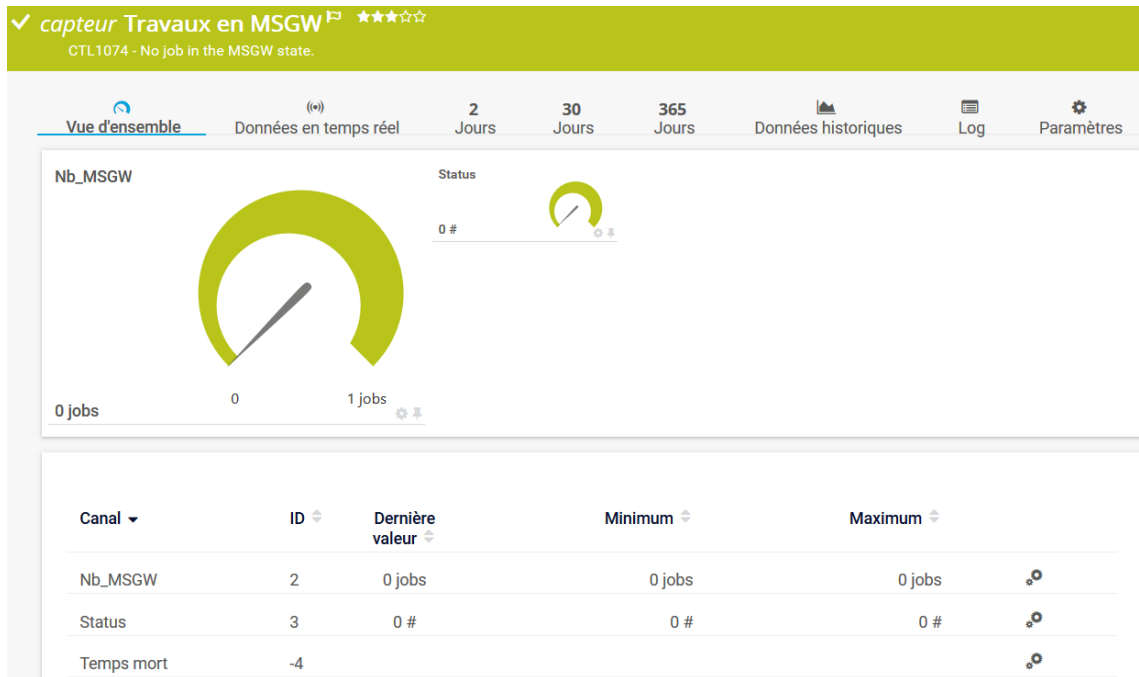 capteur Travaux en MSGW
CTL1074 - No job in the MSGW state.
Vue d'ensemble
Données en temps réel
2
Jours
30
Jours
365
Jours
Données historiques
Log
Paramètres
Nb_MSGW
0
1 jobs
0 jobs
Status
0 #
Canal ID Dernière valeur Minimum Maximum
Nb_MSGW 2 0 jobs 0 jobs 0 jobs
Status 3 0 # 0 # 0 #
Temps mort -4